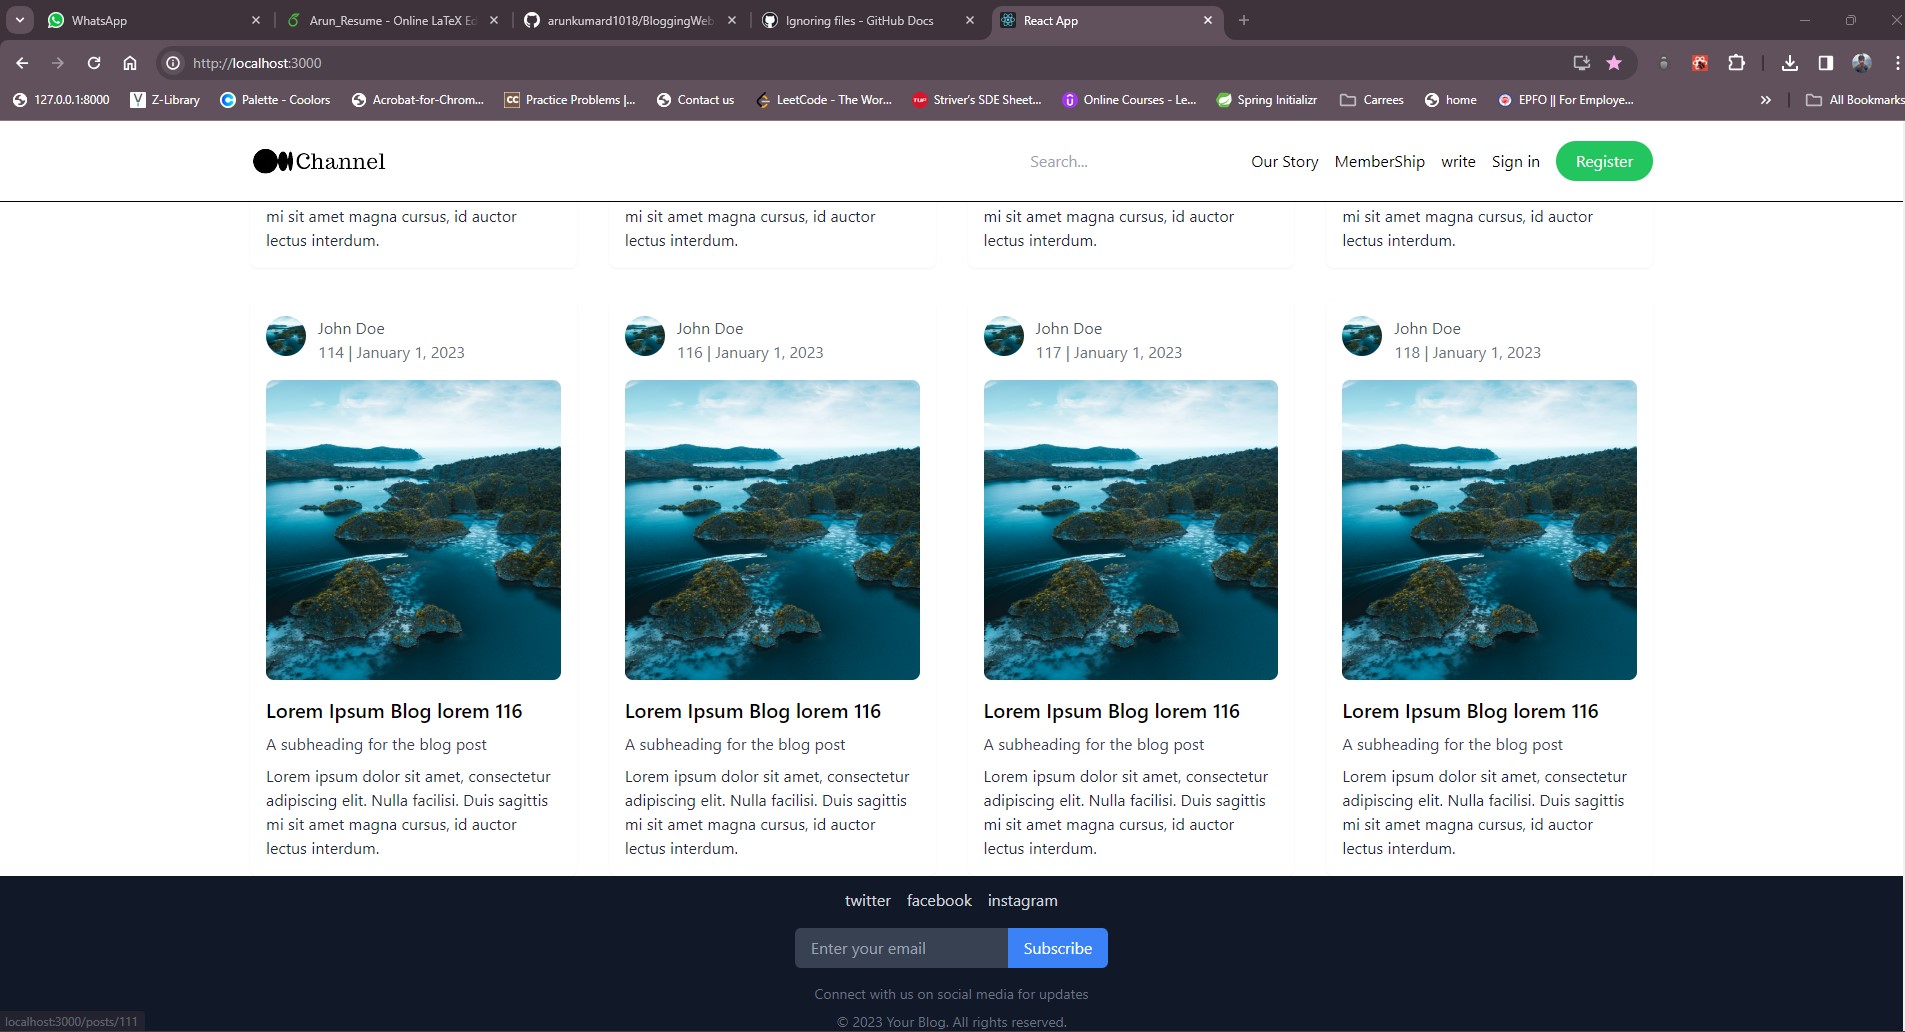 WhatsApp
Arun_Resume - Online LaTeX Ed
arunkumard1018/BloggingWeb
Ignoring files - GitHub Docs
React App
http://localhost:3000
127.0.0.1:8000
Z-Library
Palette - Coolors
Acrobat-for-Chrom...
CC Practice Problems |...
Contact us
LeetCode - The Wor...
TUF Striver's SDE Sheet...
Online Courses - Le...
Spring Initializr
Carrees
home
EPFO || For Employe...
All Bookmarks
Channel
Search...
Our Story
MemberShip
write
Sign in
Register
mi sit amet magna cursus, id auctor
lectus interdum.
mi sit amet magna cursus, id auctor
lectus interdum.
mi sit amet magna cursus, id auctor
lectus interdum.
mi sit amet magna cursus, id auctor
lectus interdum.
John Doe
114 | January 1, 2023
Lorem Ipsum Blog lorem 116
A subheading for the blog post
Lorem ipsum dolor sit amet, consectetur
adipiscing elit. Nulla facilisi. Duis sagittis
mi sit amet magna cursus, id auctor
lectus interdum.
John Doe
116 | January 1, 2023
Lorem Ipsum Blog lorem 116
A subheading for the blog post
Lorem ipsum dolor sit amet, consectetur
adipiscing elit. Nulla facilisi. Duis sagittis
mi sit amet magna cursus, id auctor
lectus interdum.
John Doe
117 | January 1, 2023
Lorem Ipsum Blog lorem 116
A subheading for the blog post
Lorem ipsum dolor sit amet, consectetur
adipiscing elit. Nulla facilisi. Duis sagittis
mi sit amet magna cursus, id auctor
lectus interdum.
John Doe
118 | January 1, 2023
Lorem Ipsum Blog lorem 116
A subheading for the blog post
Lorem ipsum dolor sit amet, consectetur
adipiscing elit. Nulla facilisi. Duis sagittis
mi sit amet magna cursus, id auctor
lectus interdum.
twitter facebook instagram
Enter your email
Subscribe
Connect with us on social media for updates
© 2023 Your Blog. All rights reserved.
localhost:3000/posts/111